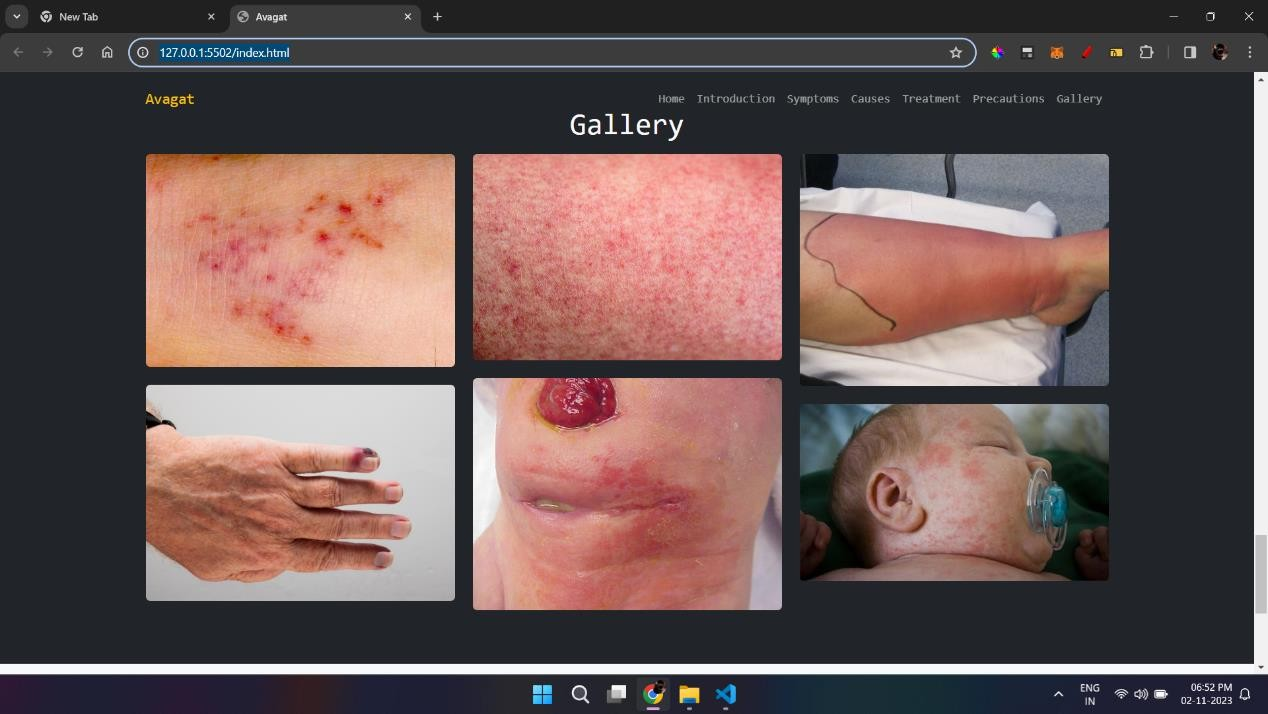 New Tab
Avagat
127.0.0.1:5502/index.html
Avagat
Home Introduction Symptoms Causes Treatment Precautions Gallery
Gallery
ENG
IN
06:52 PM
02-11-2023